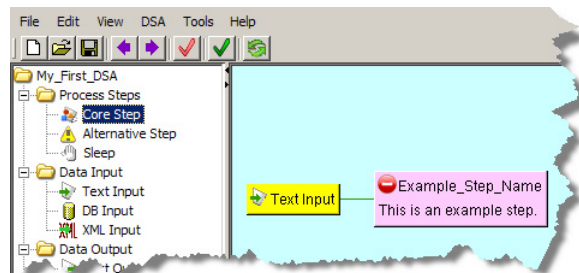 File Edit View DSA Tools Help
My_First_DSA
Process Steps
Core Step
Alternative Step
Sleep
Data Input
Text Input
DB Input
XML Input
Data Output
Text Input
Example_Step_Name
This is an example step.